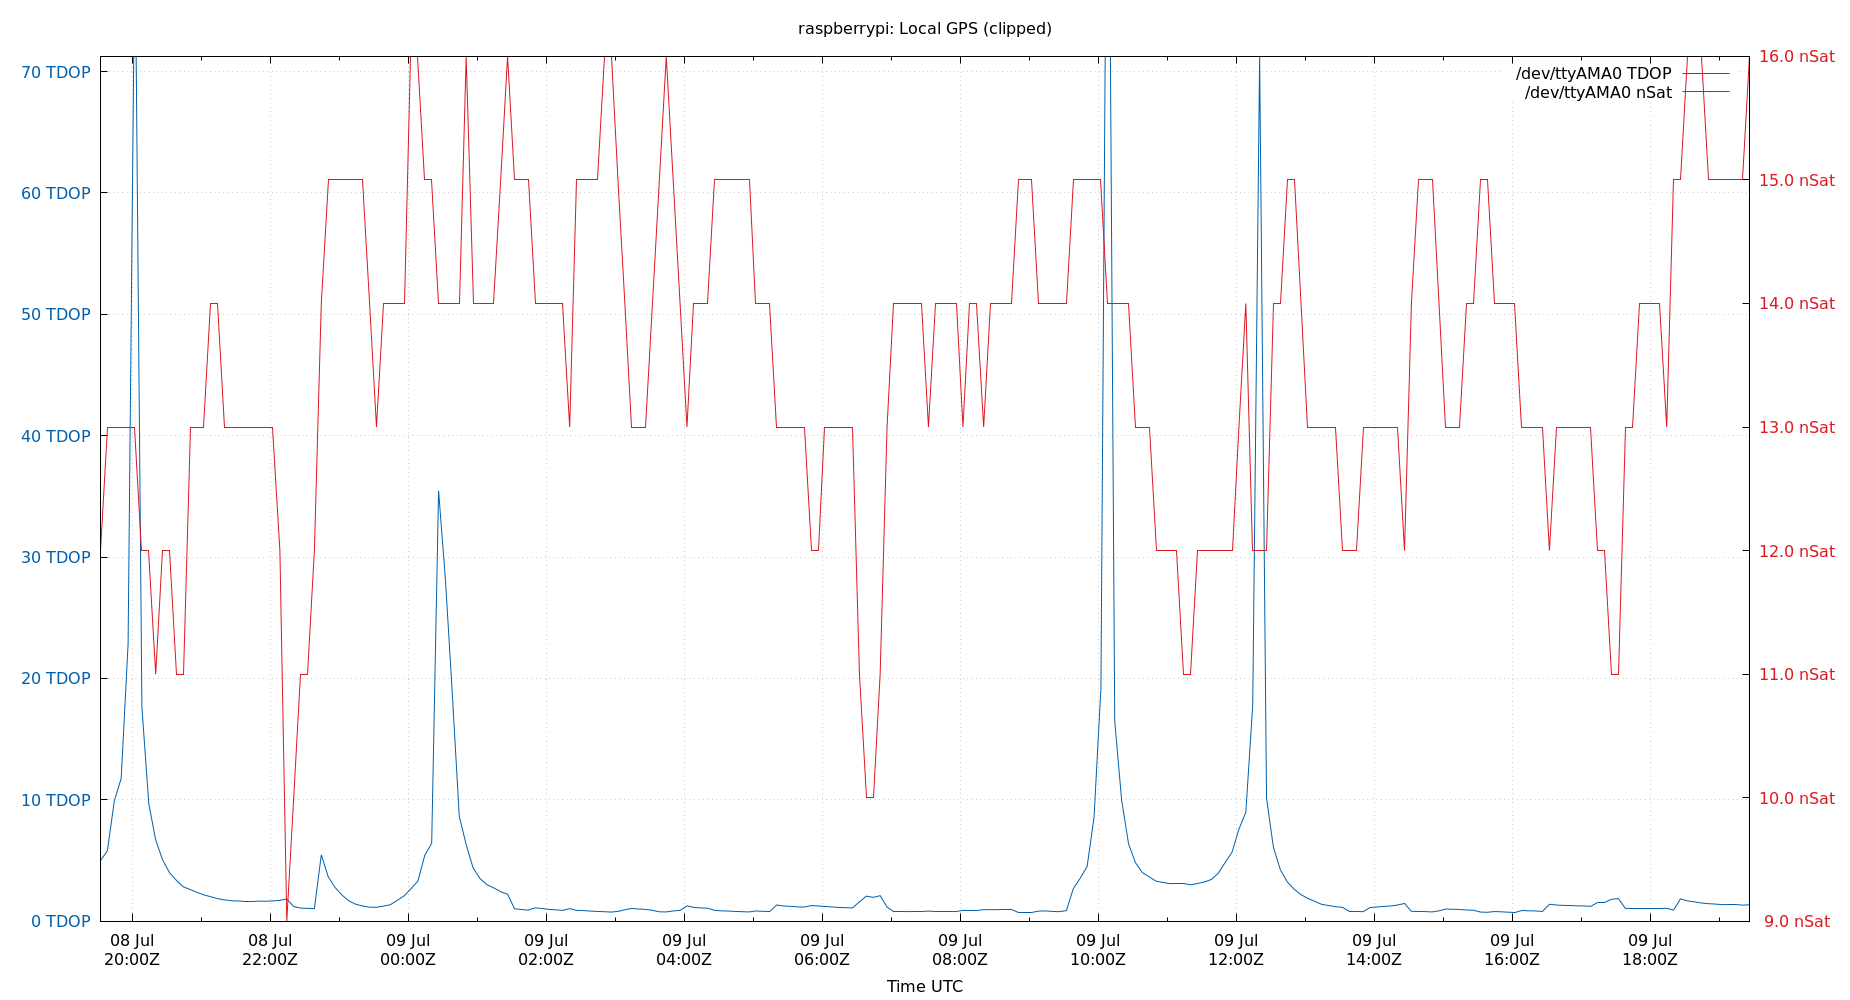 raspberrypi: Local GPS (clipped)
/dev/ttyAMA0 TDOP
/dev/ttyAMA0 nSat
70 TDOP
60 TDOP
50 TDOP
40 TDOP
30 TDOP
20 TDOP
10 TDOP
0 TDOP
16.0 nSat
15.0 nSat
14.0 nSat
13.0 nSat
12.0 nSat
11.0 nSat
10.0 nSat
9.0 nSat
08 Jul
20:00Z
08 Jul
22:00Z
09 Jul
00:00Z
09 Jul
02:00Z
09 Jul
04:00Z
09 Jul
06:00Z
09 Jul
08:00Z
09 Jul
10:00Z
09 Jul
12:00Z
09 Jul
14:00Z
09 Jul
16:00Z
09 Jul
18:00Z
Time UTC